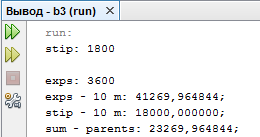 Вывод - b3 (run)
run:
stip: 1800
exps: 3600
exps - 10 m: 41269,964844;
stip - 10 m: 18000,000000;
sum - parents: 23269,964844;